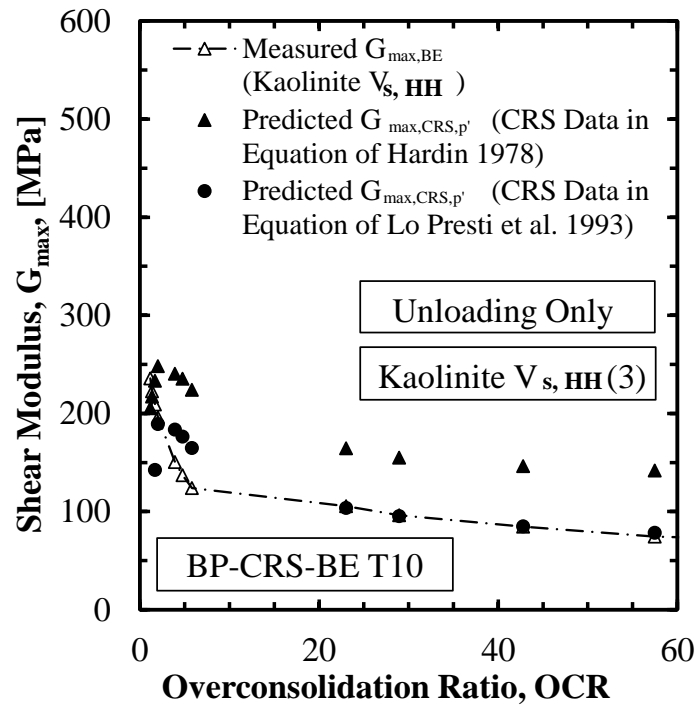 600
500
400
300
200
100
0
Shear Modulus, Gmax, [MPa]
Measured Gmax,BE
(Kaolinite Vs, HH )
Predicted Gmax,CRS,p' (CRS Data in
Equation of Hardin 1978)
Predicted Gmax,CRS,p' (CRS Data in
Equation of Lo Presti et al. 1993)
Unloading Only
Kaolinite V s, HH (3)
BP-CRS-BE T10
0 20 40 60
Overconsolidation Ratio, OCR